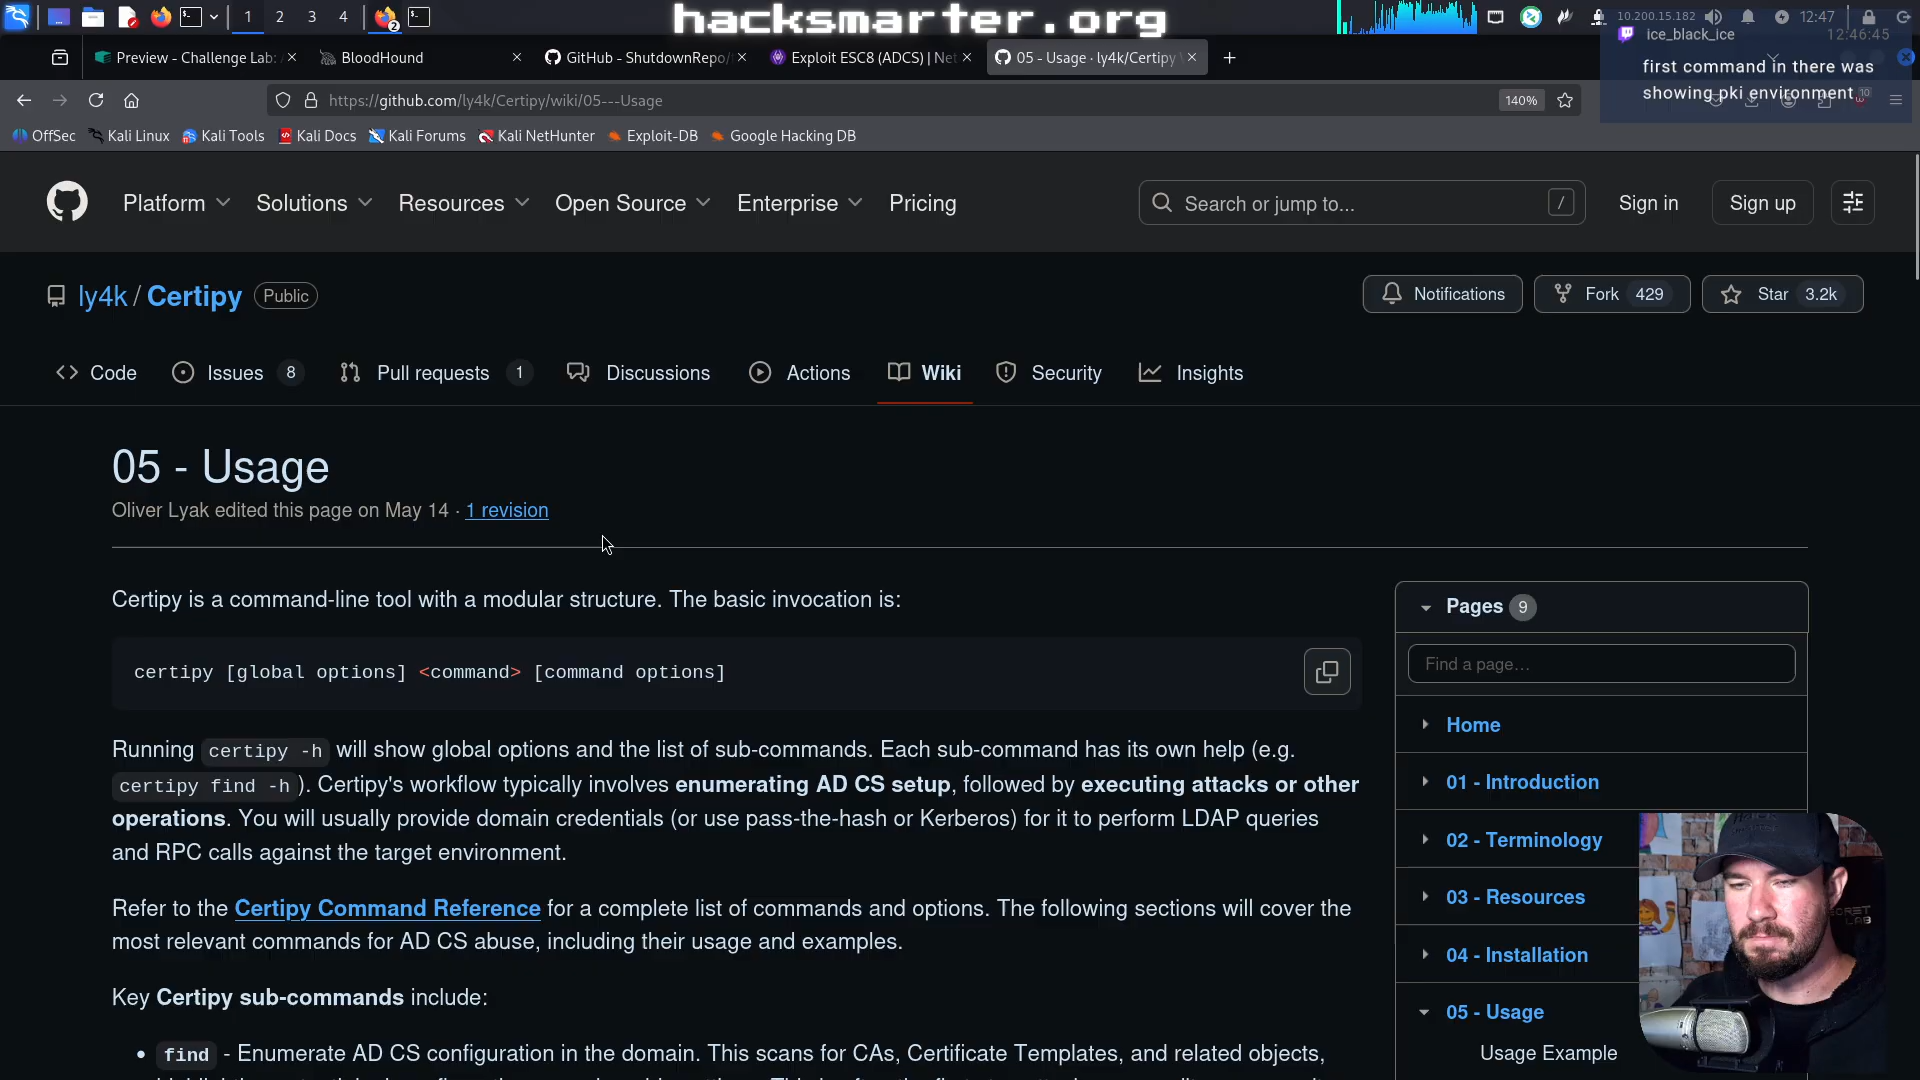 hacksmarter.org
1 2 3 4
2
10.200.15.182
12:47
ice_black_ice
12:46:45
first command in there was
showing pki environment
Preview - Challenge Lab:
BloodHound
GitHub - ShutdownRepo/
Exploit ESC8 (ADCS) | Net
05 - Usage · ly4k/Certipy
https://github.com/ly4k/Certipy/wiki/05---Usage
140%
OffSec
Kali Linux
Kali Tools
Kali Docs
Kali Forums
Kali NetHunter
Exploit-DB
Google Hacking DB
Platform
Solutions
Resources
Open Source
Enterprise
Pricing
Search or jump to...
/
Sign in
Sign up
ly4k / Certipy
Public
Notifications
Fork 429
Star 3.2k
Code
Issues 8
Pull requests 1
Discussions
Actions
Wiki
Security
Insights
05 - Usage
Oliver Lyak edited this page on May 14 · 1 revision
Certipy is a command-line tool with a modular structure. The basic invocation is:
certipy [global options] <command> [command options]
Running certipy -h will show global options and the list of sub-commands. Each sub-command has its own help (e.g.
certipy find -h ). Certipy's workflow typically involves enumerating AD CS setup, followed by executing attacks or other
operations. You will usually provide domain credentials (or use pass-the-hash or Kerberos) for it to perform LDAP queries
and RPC calls against the target environment.
Refer to the Certipy Command Reference for a complete list of commands and options. The following sections will cover the
most relevant commands for AD CS abuse, including their usage and examples.
Key Certipy sub-commands include:
• find - Enumerate AD CS configuration in the domain. This scans for CAs, Certificate Templates, and related objects,
Pages 9
Find a page…
Home
01 - Introduction
02 - Terminology
03 - Resources
04 - Installation
05 - Usage
Usage Example